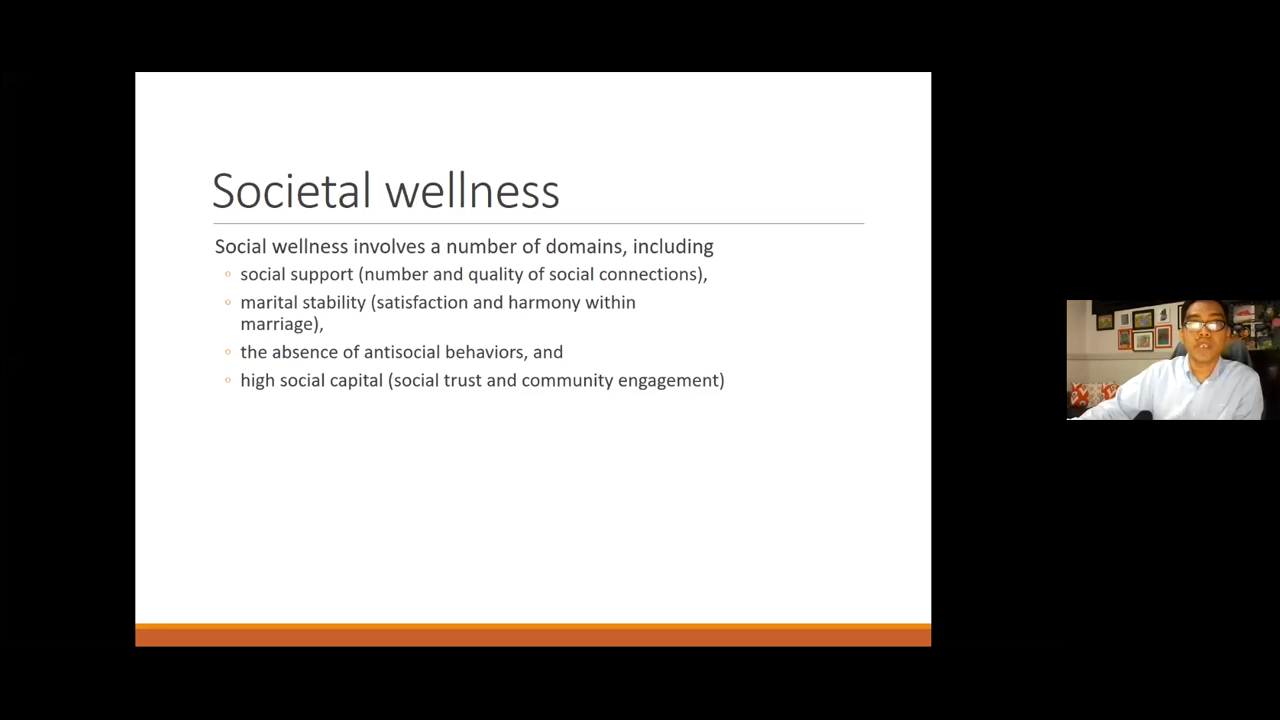 Societal wellness
Social wellness involves a number of domains, including
social support (number and quality of social connections),
marital stability (satisfaction and harmony within
marriage),
the absence of antisocial behaviors, and
high social capital (social trust and community engagement)